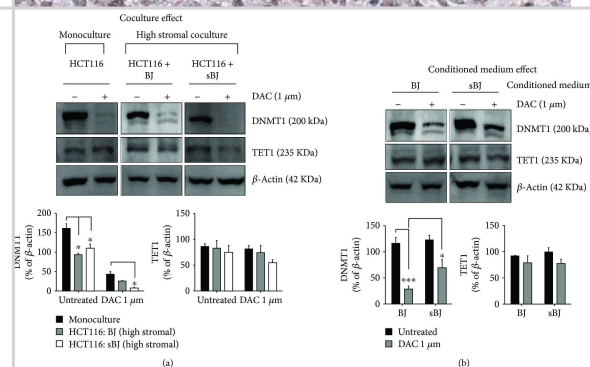 Coculture effect
Monoculture
High stromal coculture
HCT116
HCT116 +
BJ
HCT116 +
sBJ
− + − + − + DAC (1 μm)
DNMT1 (200 kDa)
TET1 (235 KDa)
β-Actin (42 KDa)
DNMT1
(% of β-actin)
200
150
100
50
0
* * *
Untreated DAC 1 μm
TET1
(% of β-actin)
150
100
50
0
Untreated DAC 1 μm
Monoculture
HCT116: BJ (high stromal)
HCT116: sBJ (high stromal)
(a)
Conditioned medium effect
BJ sBJ Conditioned medium
− + − + DAC (1 μm)
DNMT1 (200 kDa)
TET1 (235 KDa)
β-Actin (42 KDa)
DNMT1
(% of β-actin)
150
100
50
0
*** *
BJ sBJ
TET1
(% of β-actin)
150
100
50
0
BJ sBJ
Untreated
DAC 1 μm
(b)